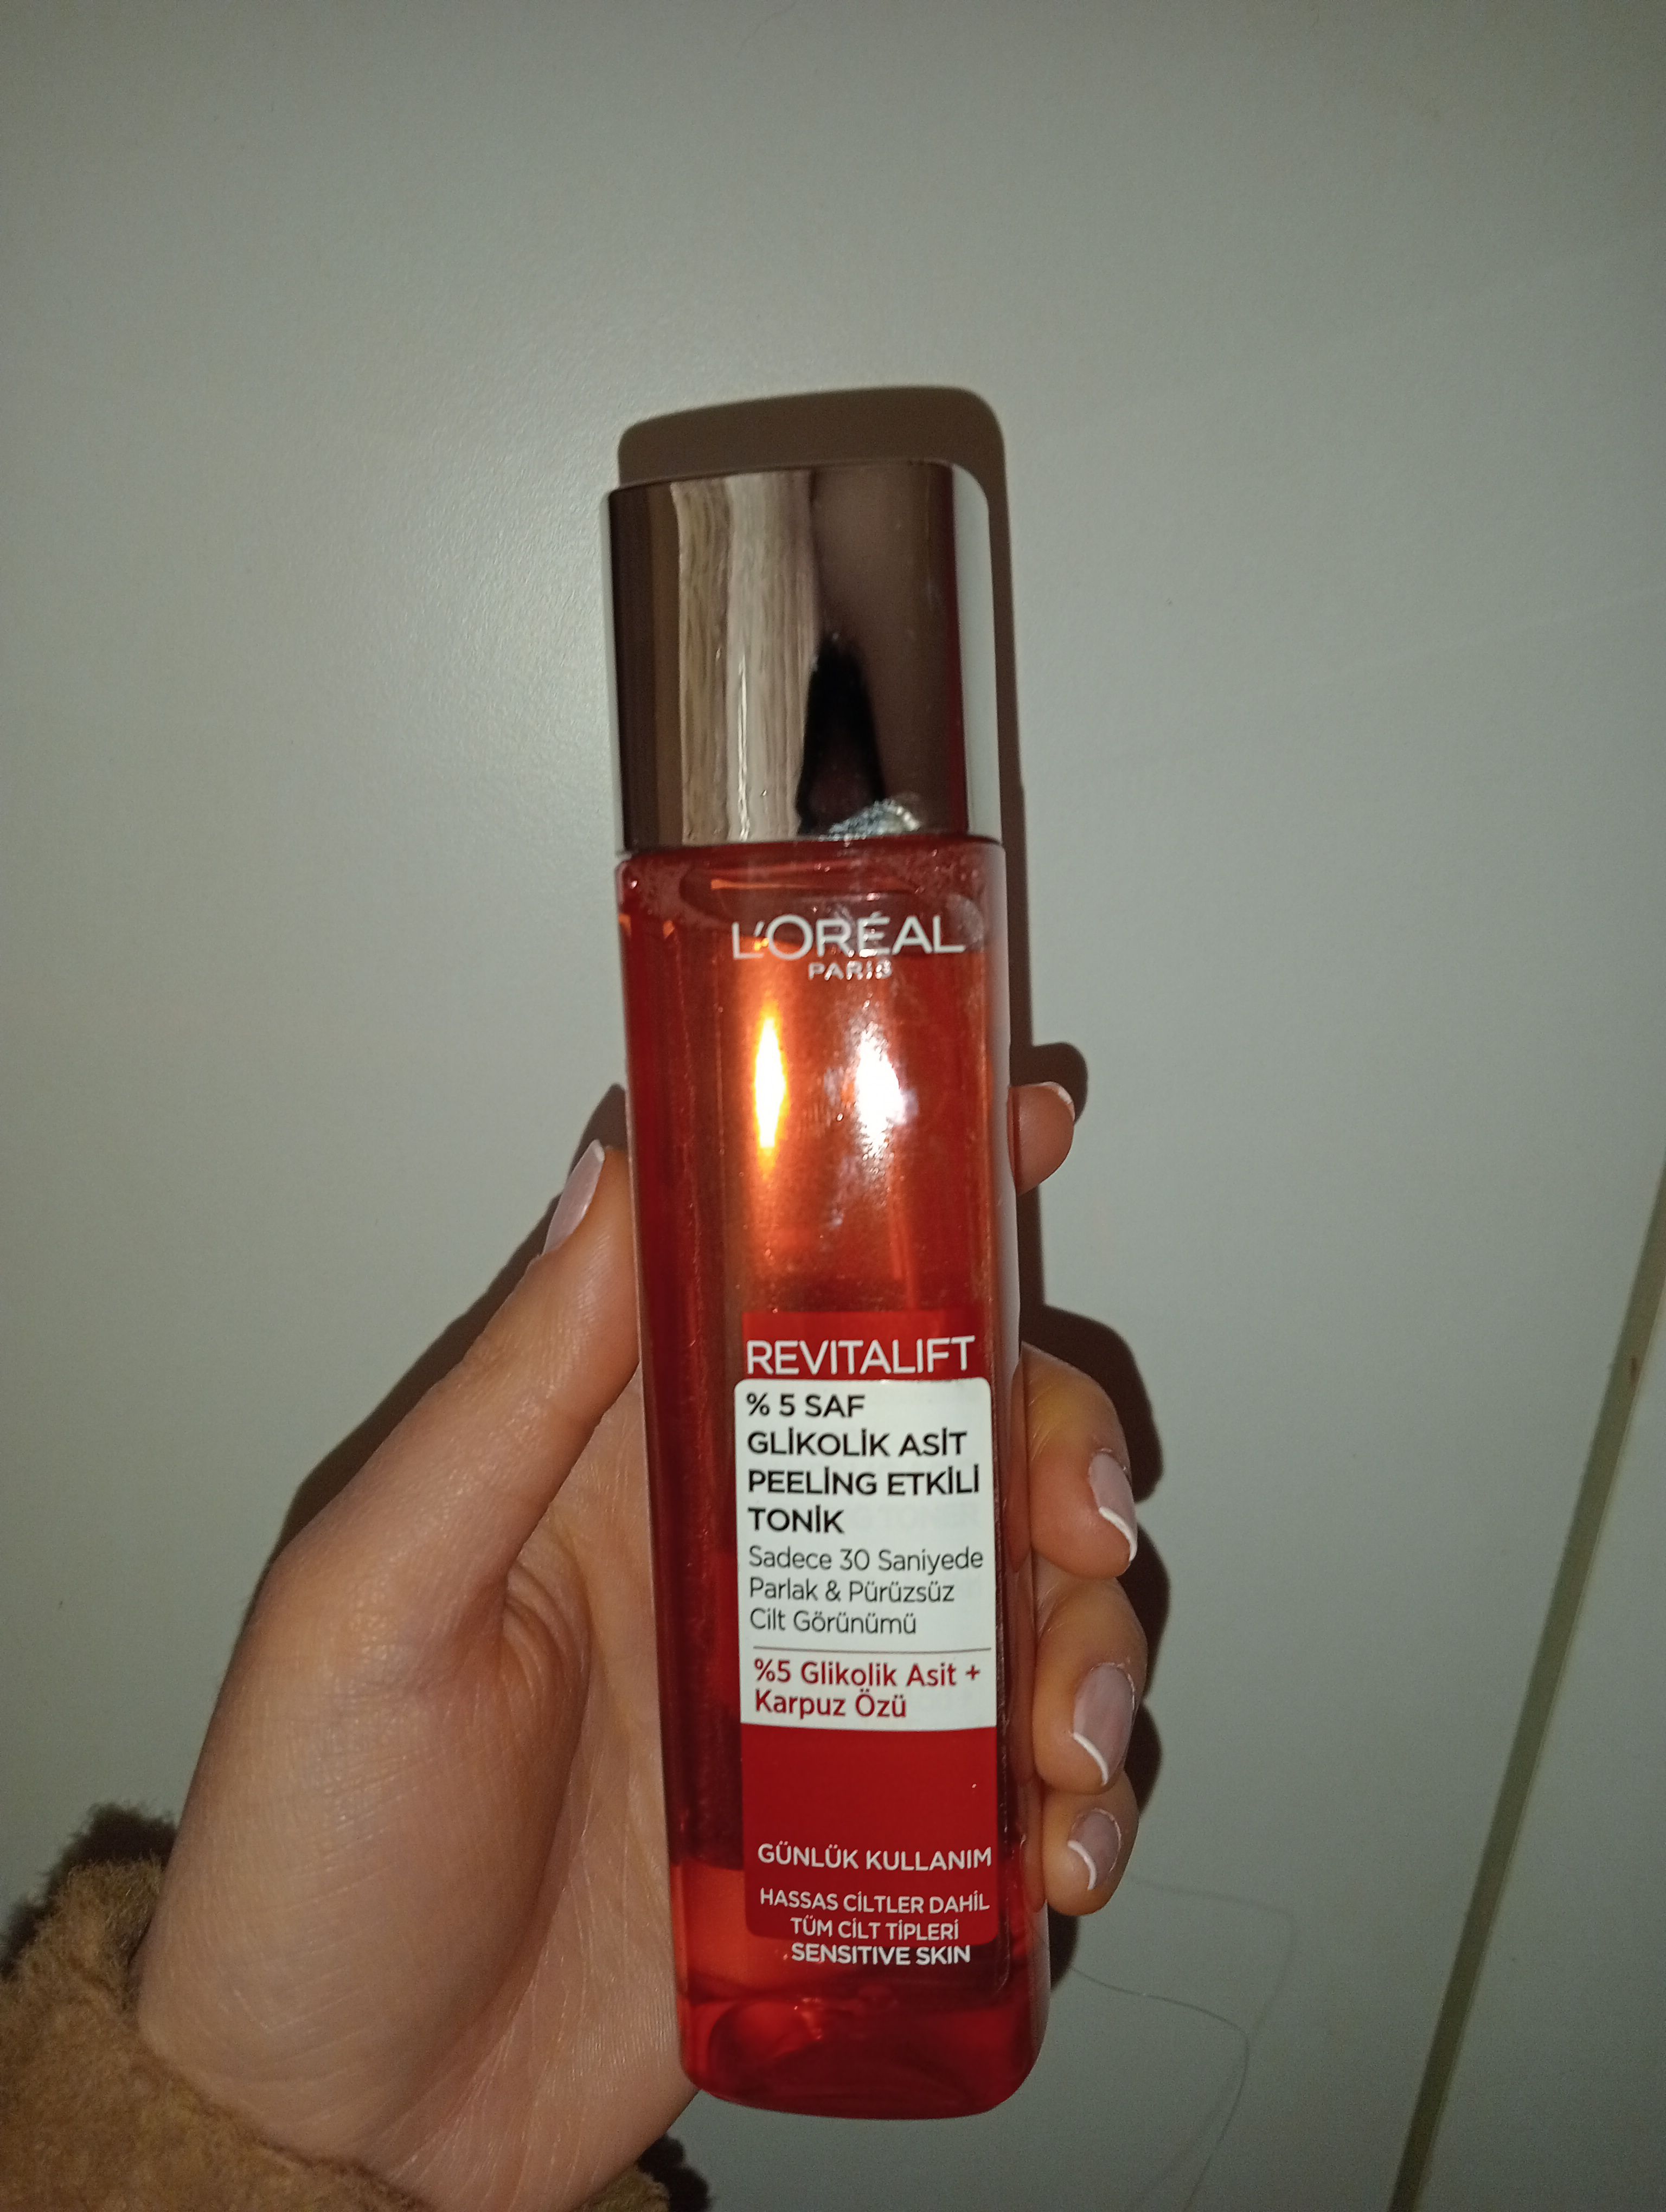 L'ORÉAL
PARIS
REVITALIFT
% 5 SAF
GLİKOLİK ASİT
PEELİNG ETKİLİ
TONİK
Sadece 30 Saniyede
Parlak & Pürüzsüz
Cilt Görünümü
%5 Glikolik Asit +
Karpuz Özü
GÜNLÜK KULLANIM
HASSAS CİLTLER DAHİL
TÜM CİLT TİPLERİ
SENSITIVE SKIN